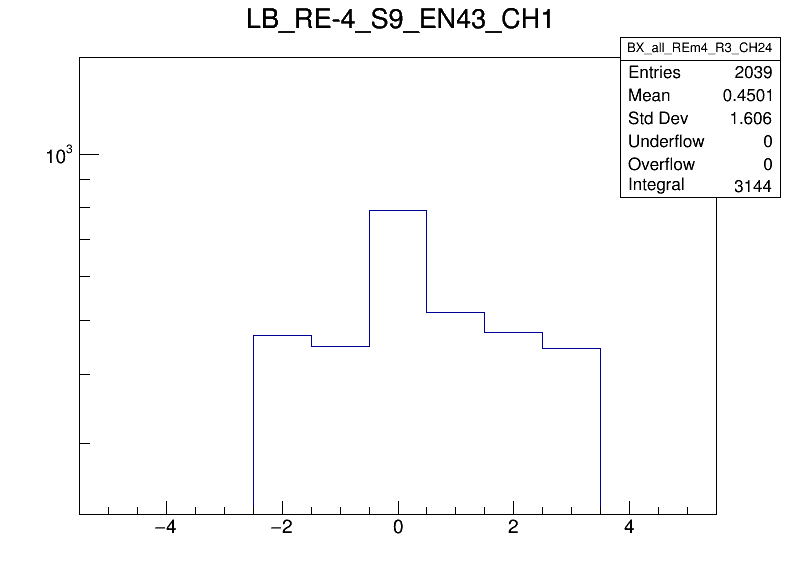 LB_RE-4_S9_EN43_CH1
BX_all_REm4_R3_CH24
Entries 2039
Mean 0.4501
Std Dev 1.606
Underflow 0
Overflow 0
Integral 3144
10³
−4 −2 0 2 4